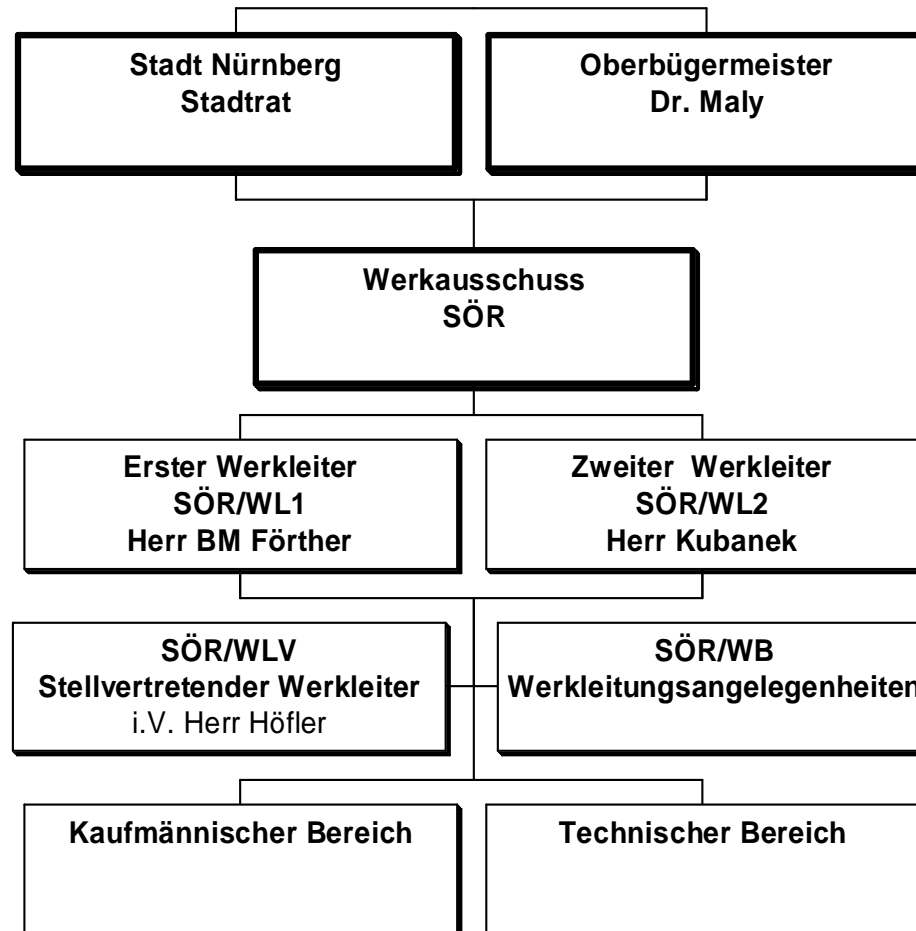 Stadt Nürnberg
Stadtrat
Oberbügermeister
Dr. Maly
Werkausschuss
SÖR
Erster Werkleiter
SÖR/WL1
Herr BM Förther
Zweiter Werkleiter
SÖR/WL2
Herr Kubanek
SÖR/WLV
Stellvertretender Werkleiter
i.V. Herr Höfler
SÖR/WB
Werkleitungsangelegenheiten
Kaufmännischer Bereich
Technischer Bereich